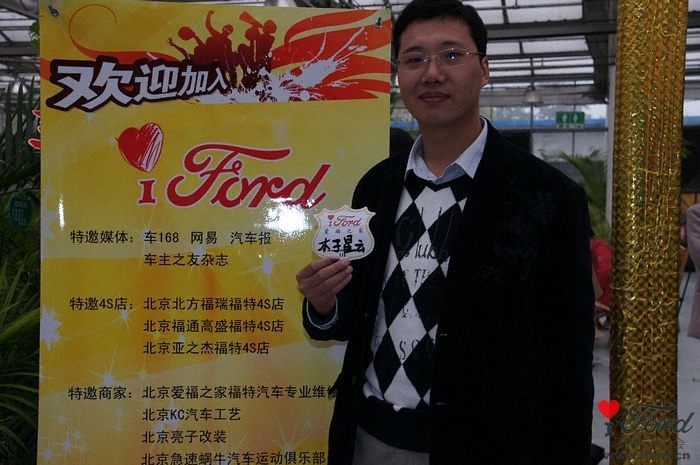 欢迎加入
I Ford
特邀媒体: 车168 网易 汽车报
车主之友杂志
特邀4S店: 北京北方福瑞福特4S店
北京福通高盛福特4S店
北京亚之杰福特4S店
特邀商家: 北京爱福之家福特汽车专业维修
北京KC汽车工艺
北京亮子改装
北京急速蜗牛汽车运动俱乐部
I Ford
爱福之家
木子星云
I Ford